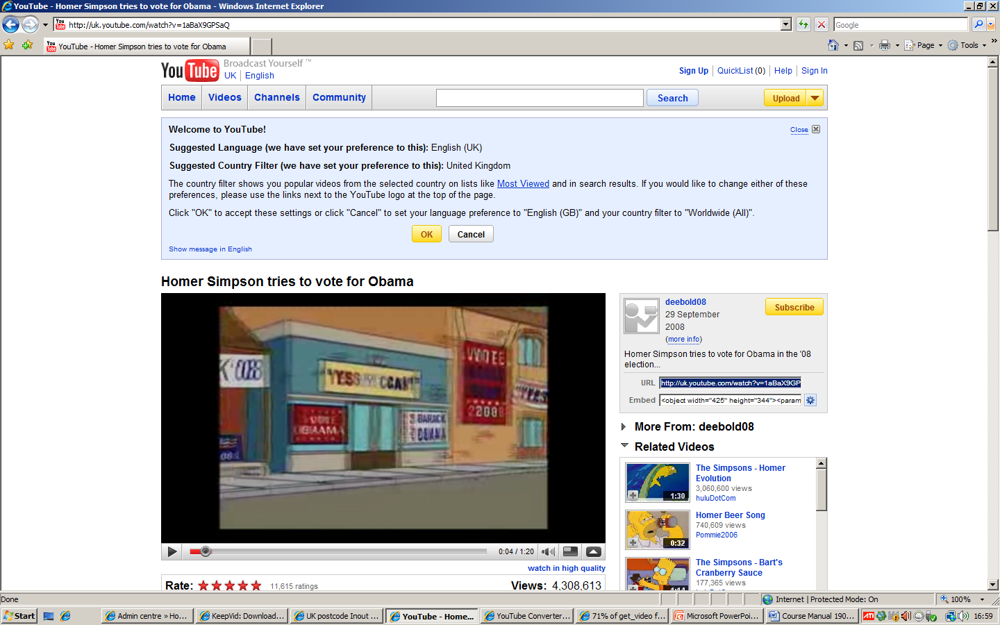 YouTube - Homer Simpson tries to vote for Obama - Windows Internet Explorer
http://uk.youtube.com/watch?v=1aBaX9GPSaQ
Google
YouTube - Homer Simpson tries to vote for Obama
Page
Tools
YouTube
Broadcast Yourself™
UK | English
Sign Up | QuickList (0) | Help | Sign In
Home
Videos
Channels
Community
Search
Upload
Welcome to YouTube!
Close
Suggested Language (we have set your preference to this): English (UK)
Suggested Country Filter (we have set your preference to this): United Kingdom
The country filter shows you popular videos from the selected country on lists like Most Viewed and in search results. If you would like to change either of these
preferences, please use the links next to the YouTube logo at the top of the page.
Click "OK" to accept these settings or click "Cancel" to set your language preference to "English (GB)" and your country filter to "Worldwide (All)".
OK
Cancel
Show message in English
Homer Simpson tries to vote for Obama
VOTE
2008
VOTE
OBAMA
BARACK
OBAMA
0:04 / 1:20
watch in high quality
Rate:
11,615 ratings
Views: 4,308,613
deebold08
29 September
2008
(more info)
Subscribe
Homer Simpson tries to vote for Obama in the '08
election...
URL
http://uk.youtube.com/watch?v=1aBaX9GP
Embed
<object width="425" height="344"><param
More From: deebold08
Related Videos
1:30
The Simpsons - Homer
Evolution
3,060,600 views
huluDotCom
0:32
Homer Beer Song
740,609 views
Pommie2006
The Simpsons - Bart's
Cranberry Sauce
177,365 views
Done
Internet | Protected Mode: On
100%
Start
Admin centre » Ho...
KeepVid: Download...
UK postcode Inout ...
YouTube - Home...
YouTube Converter...
71% of get_video f...
Microsoft PowerPoi...
Course Manual 190...
ATI
16:59